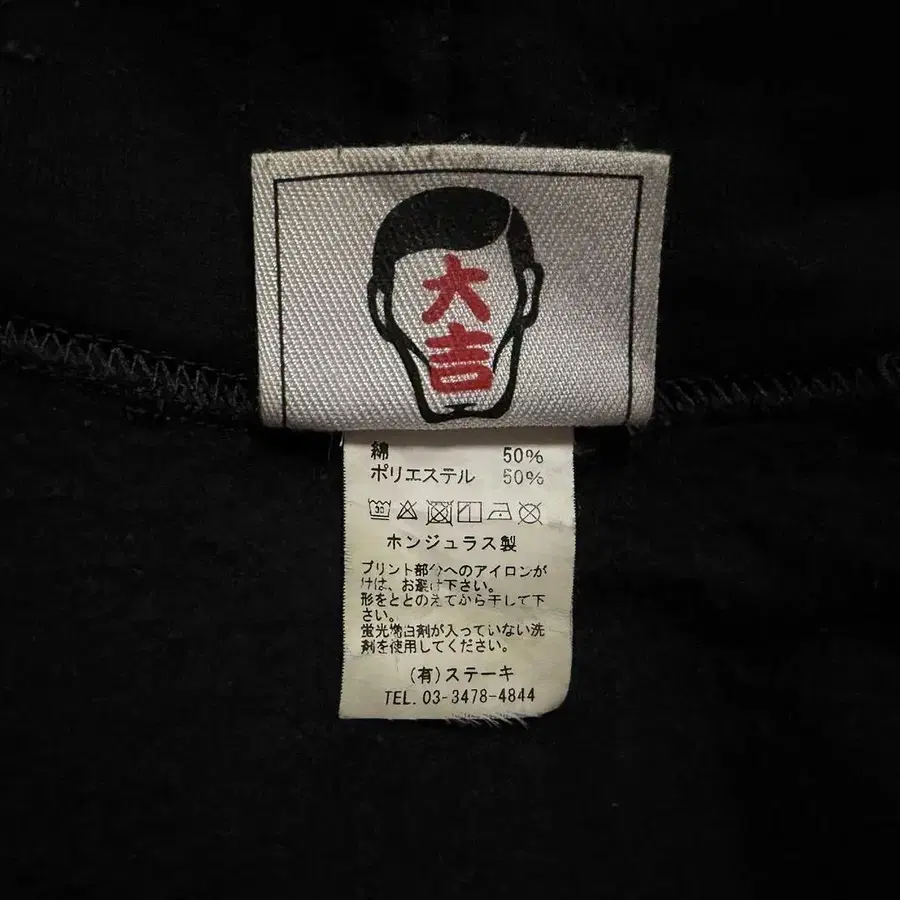 大
吉
綿 50%
ポリエステル 50%
30
ホンジュラス製
プリント部分へのアイロンが
けは、お避け下さい。
形をととのえてから干して下
さい。
蛍光増白剤が入っていない洗
剤を使用してください。
(有)ステーキ
TEL. 03-3478-4844